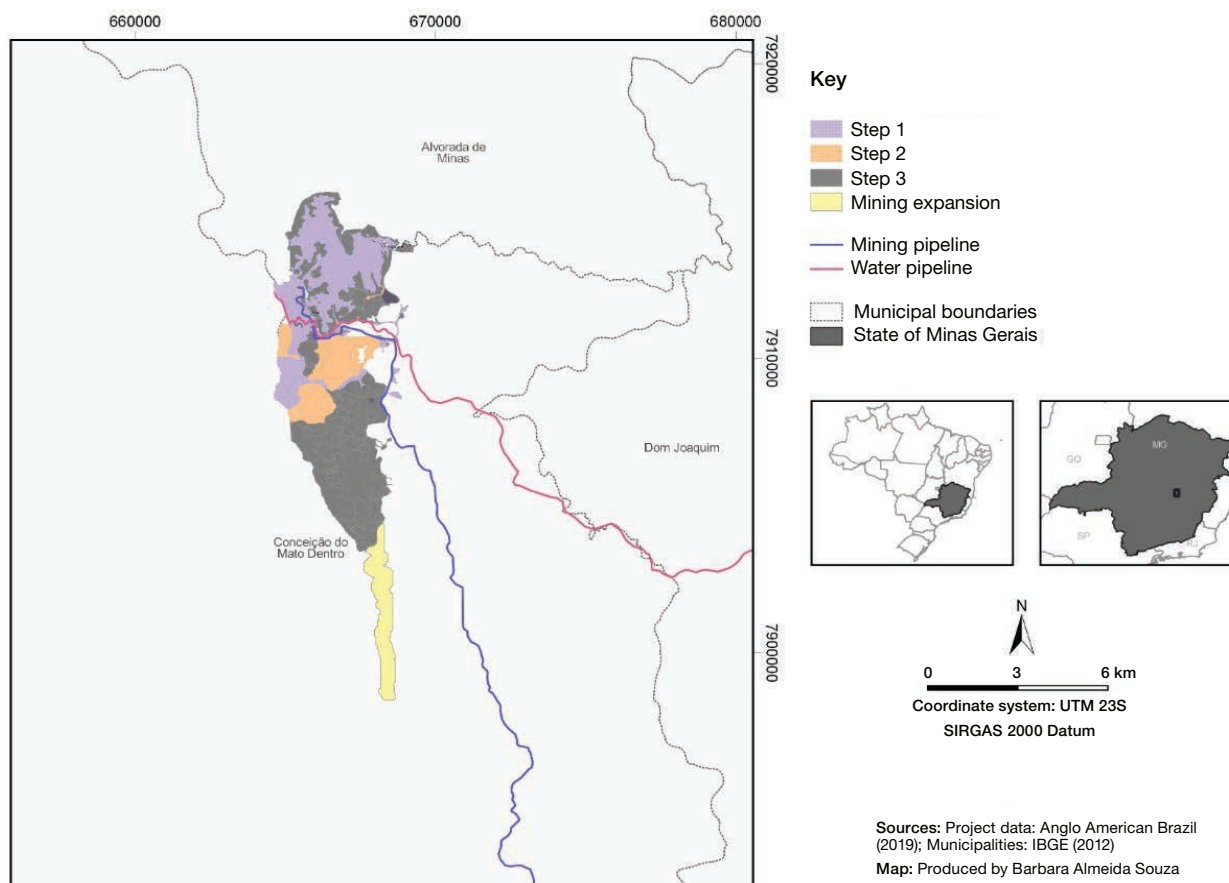 660000
670000
680000
7920000
7910000
7900000
Alvorada de
Minas
Dom Joaquim
Conceição do
Mato Dentro
Key
Step 1
Step 2
Step 3
Mining expansion
Mining pipeline
Water pipeline
Municipal boundaries
State of Minas Gerais
MG
GO
SP
RJ
N
0 3 6 km
Coordinate system: UTM 23S
SIRGAS 2000 Datum
Sources: Project data: Anglo American Brazil
(2019); Municipalities: IBGE (2012)
Map: Produced by Barbara Almeida Souza